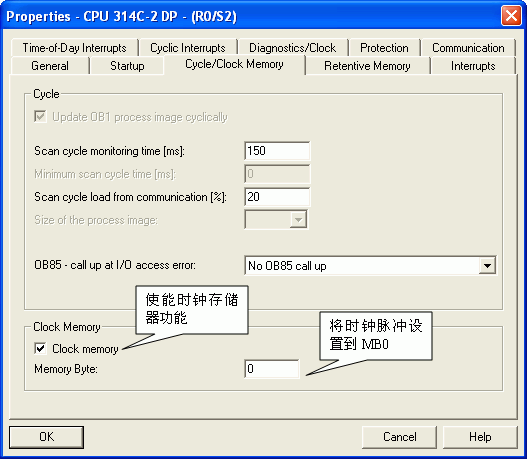 Properties - CPU 314C-2 DP - (R0/S2)
Time-of-Day Interrupts Cyclic Interrupts Diagnostics/Clock Protection Communication
General Startup Cycle/Clock Memory Retentive Memory Interrupts
Cycle
Update OB1 process image cyclically
Scan cycle monitoring time [ms]: 150
Minimum scan cycle time [ms]: 0
Scan cycle load from communication [%]: 20
Size of the process image:
OB85 - call up at I/O access error: No OB85 call up
使能时钟存储
器功能
Clock Memory
Clock memory
将时钟脉冲设
置到 MB0
Memory Byte: 0
OK Cancel Help